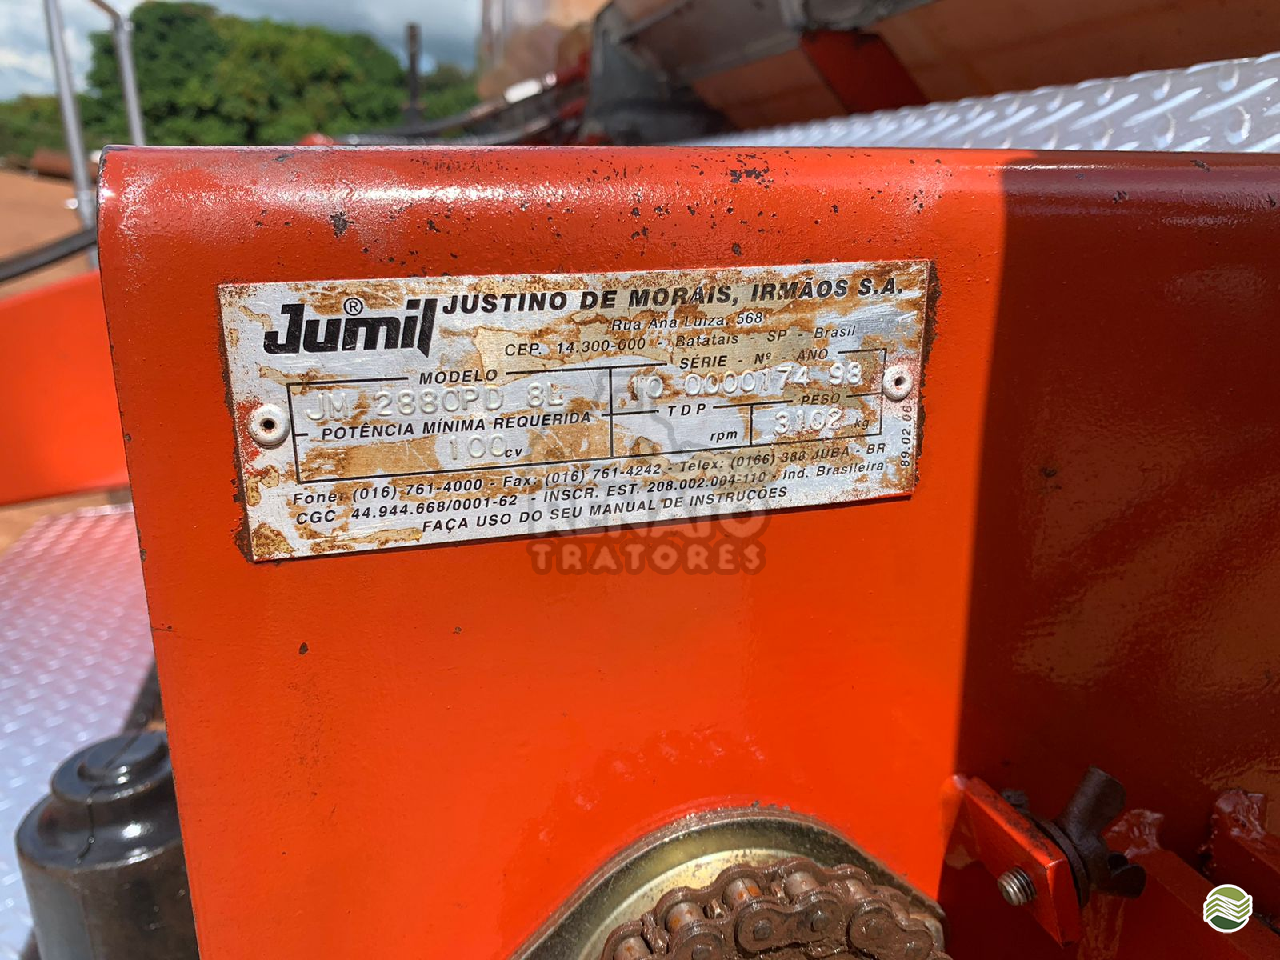 Jumil ® JUSTINO DE MORAIS, IRMÃOS S.A.
Rua Ana Luiza, 568
CEP. 14.300-000 - Batatais - SP - Brasil
MODELO SÉRIE - Nº ANO
JM 2880PD 8L TO 0000174 98
POTÊNCIA MÍNIMA REQUERIDA TDP PESO
100 cv 0 rpm 3102 kg
Fone: (016) 761-4000 - Fax: (016) 761-4242 - Telex: (0166) 388 JUBA - BR
CGC 44.944.668/0001-62 - INSCR. EST. 208.002.004-110 - Ind. Brasileira
FAÇA USO DO SEU MANUAL DE INSTRUÇÕES
89.02.06
RENATO
TRATORES